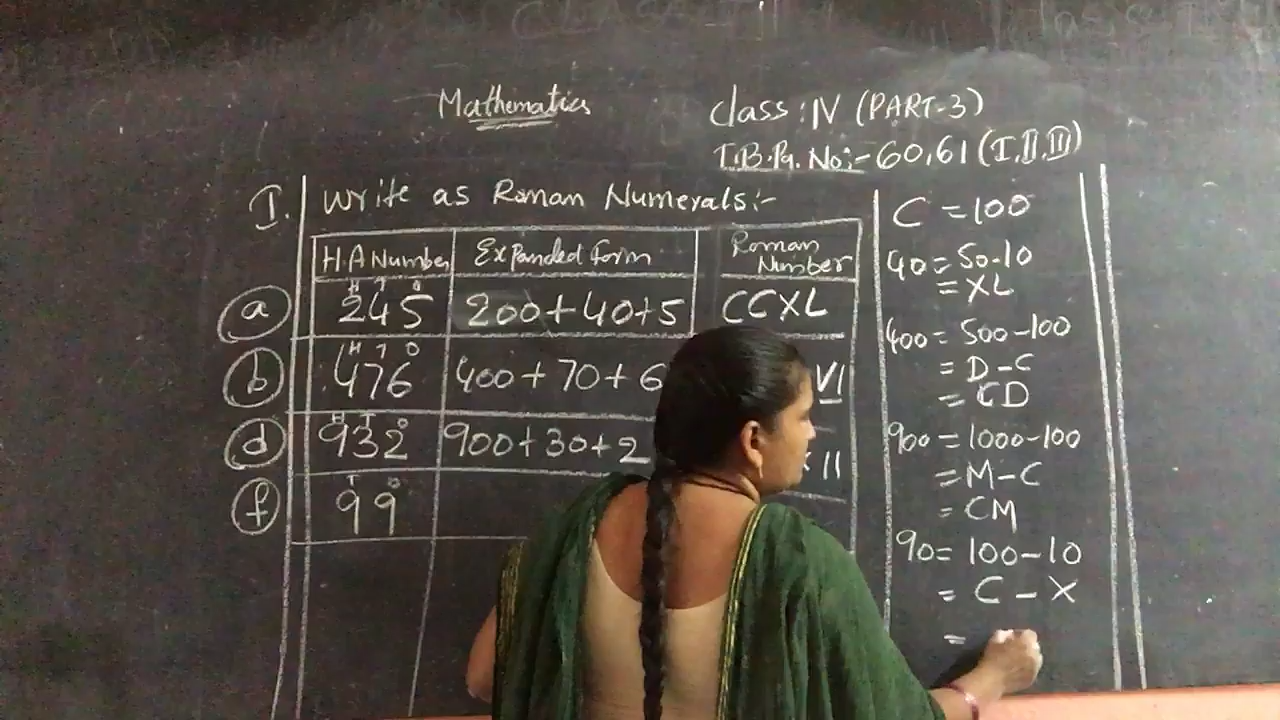 Mathematics
Class: IV (PART-3)
T.B.Pg. No:- 60,61 (I,II,III)
I. Write as Roman Numerals:-
H.A Number Expanded form Roman Number
H T O
a 245 200+40+5 CCXL
H T O
b 476 400+70+6 VI
H T O
d 932 900+30+2 II
T O
f 99
C = 100
40 = 50-10
= XL
400 = 500-100
= D-C
= CD
900 = 1000-100
= M-C
= CM
90 = 100-10
= C - X
=